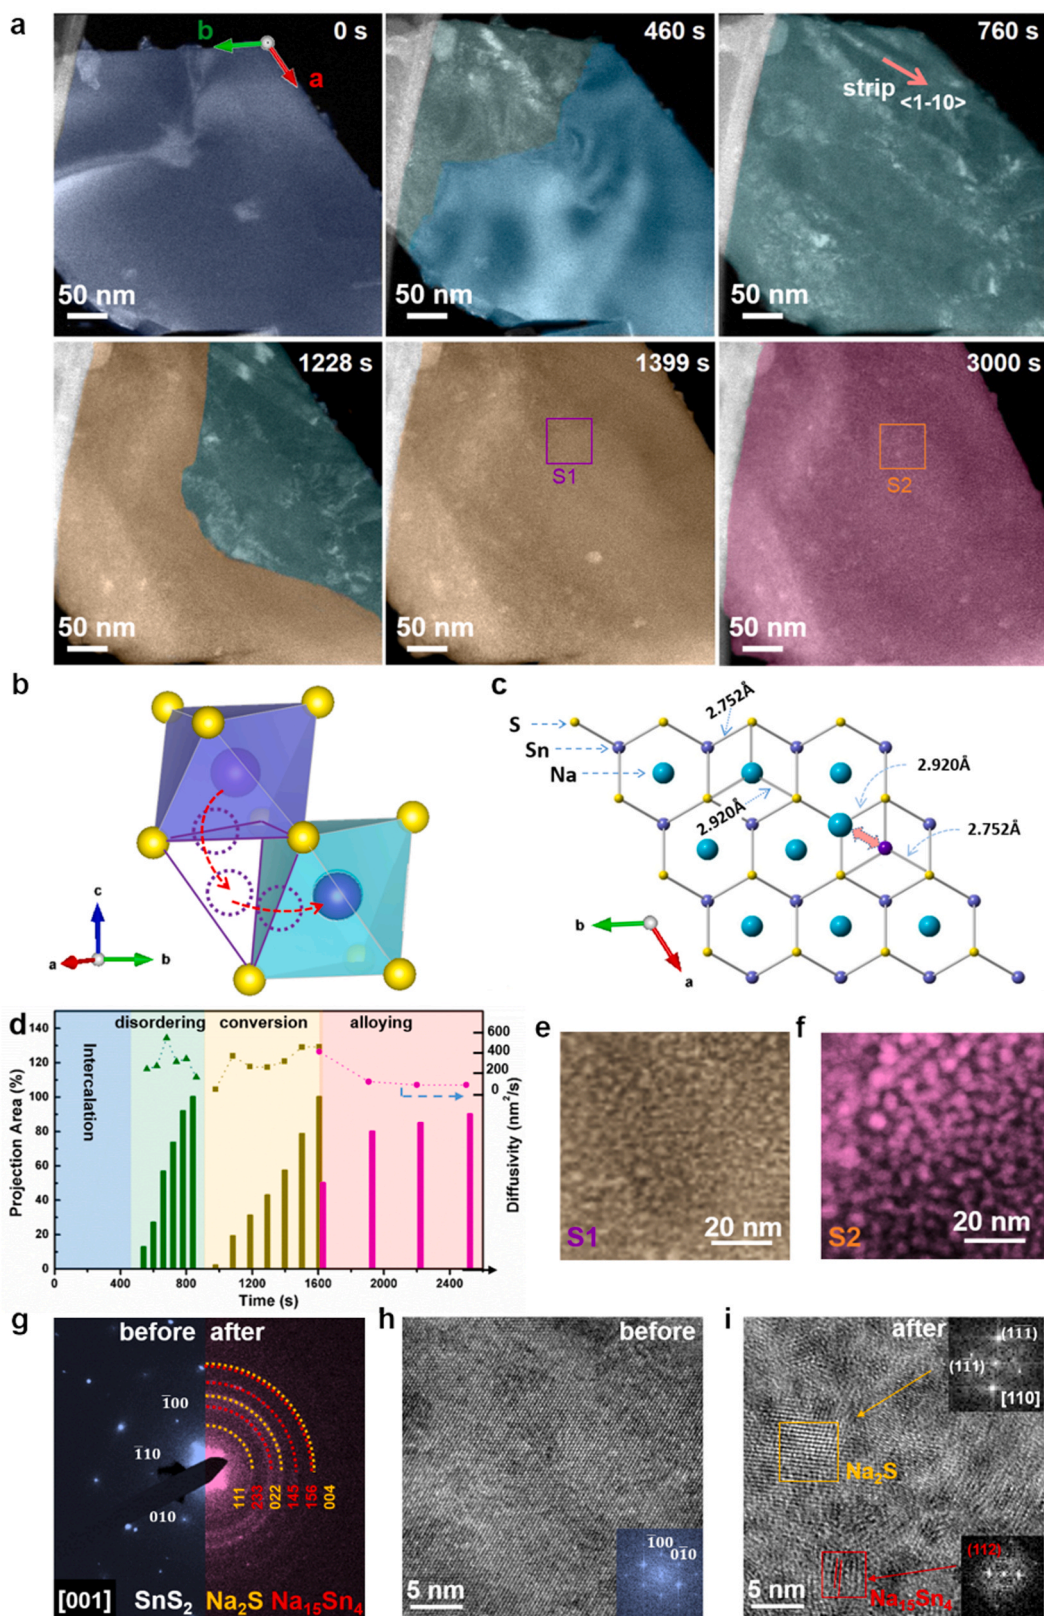 a
0 s
b
a
50 nm
460 s
50 nm
760 s
strip
<1-10>
50 nm
1228 s
50 nm
1399 s
S1
50 nm
3000 s
S2
50 nm
b
c
a
b
c
2.752Å
S
Sn
Na
2.920Å
2.920Å
2.752Å
b
a
d
disordering
conversion
alloying
Intercalation
Projection Area (%)
140
120
100
80
60
40
20
0
0
400
800
1200
1600
2000
2400
Time (s)
600
400
200
0
Diffusivity (nm²/s)
e
S1
20 nm
f
S2
20 nm
g
before
after
1̄00
1̄10
010
111
233
022
145
156
004
[001]
SnS₂
Na₂S
Na₁₅Sn₄
h
before
1̄00
01̄0
5 nm
i
after
(11̄1̄)
(11̄1)
[110]
Na₂S
(112)
Na₁₅Sn₄
5 nm